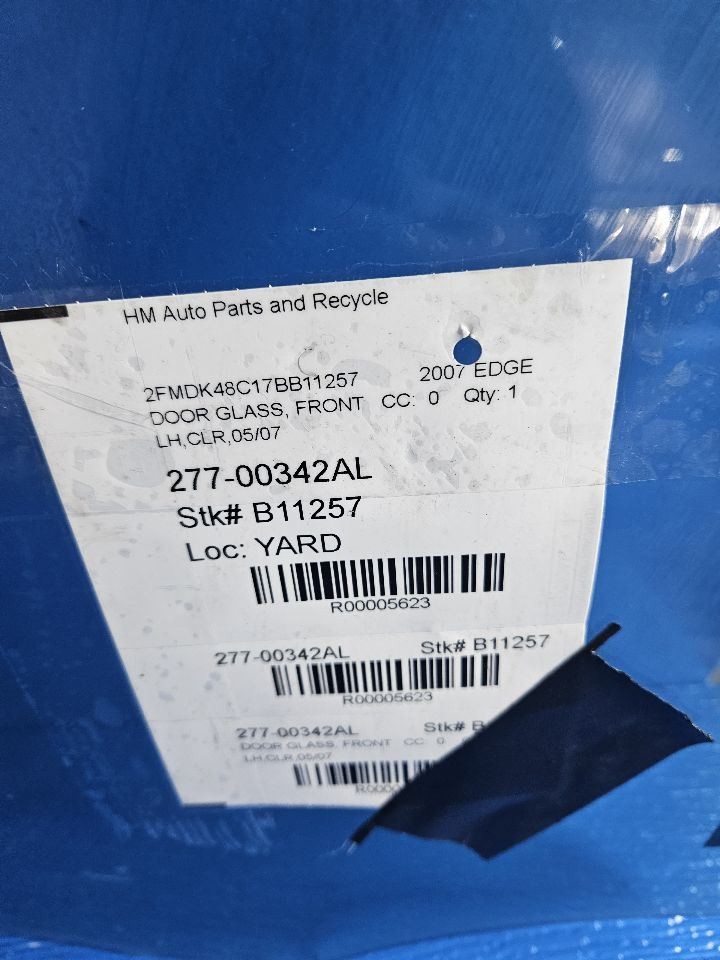 HM Auto Parts and Recycle
2FMDK48C17BB11257 2007 EDGE
DOOR GLASS, FRONT CC: 0 Qty: 1
LH,CLR,05/07
277-00342AL
Stk# B11257
Loc: YARD
R00005623
277-00342AL Stk# B11257
R00005623
277-00342AL Stk#
DOOR GLASS, FRONT CC: 0
LH,CLR,05/07